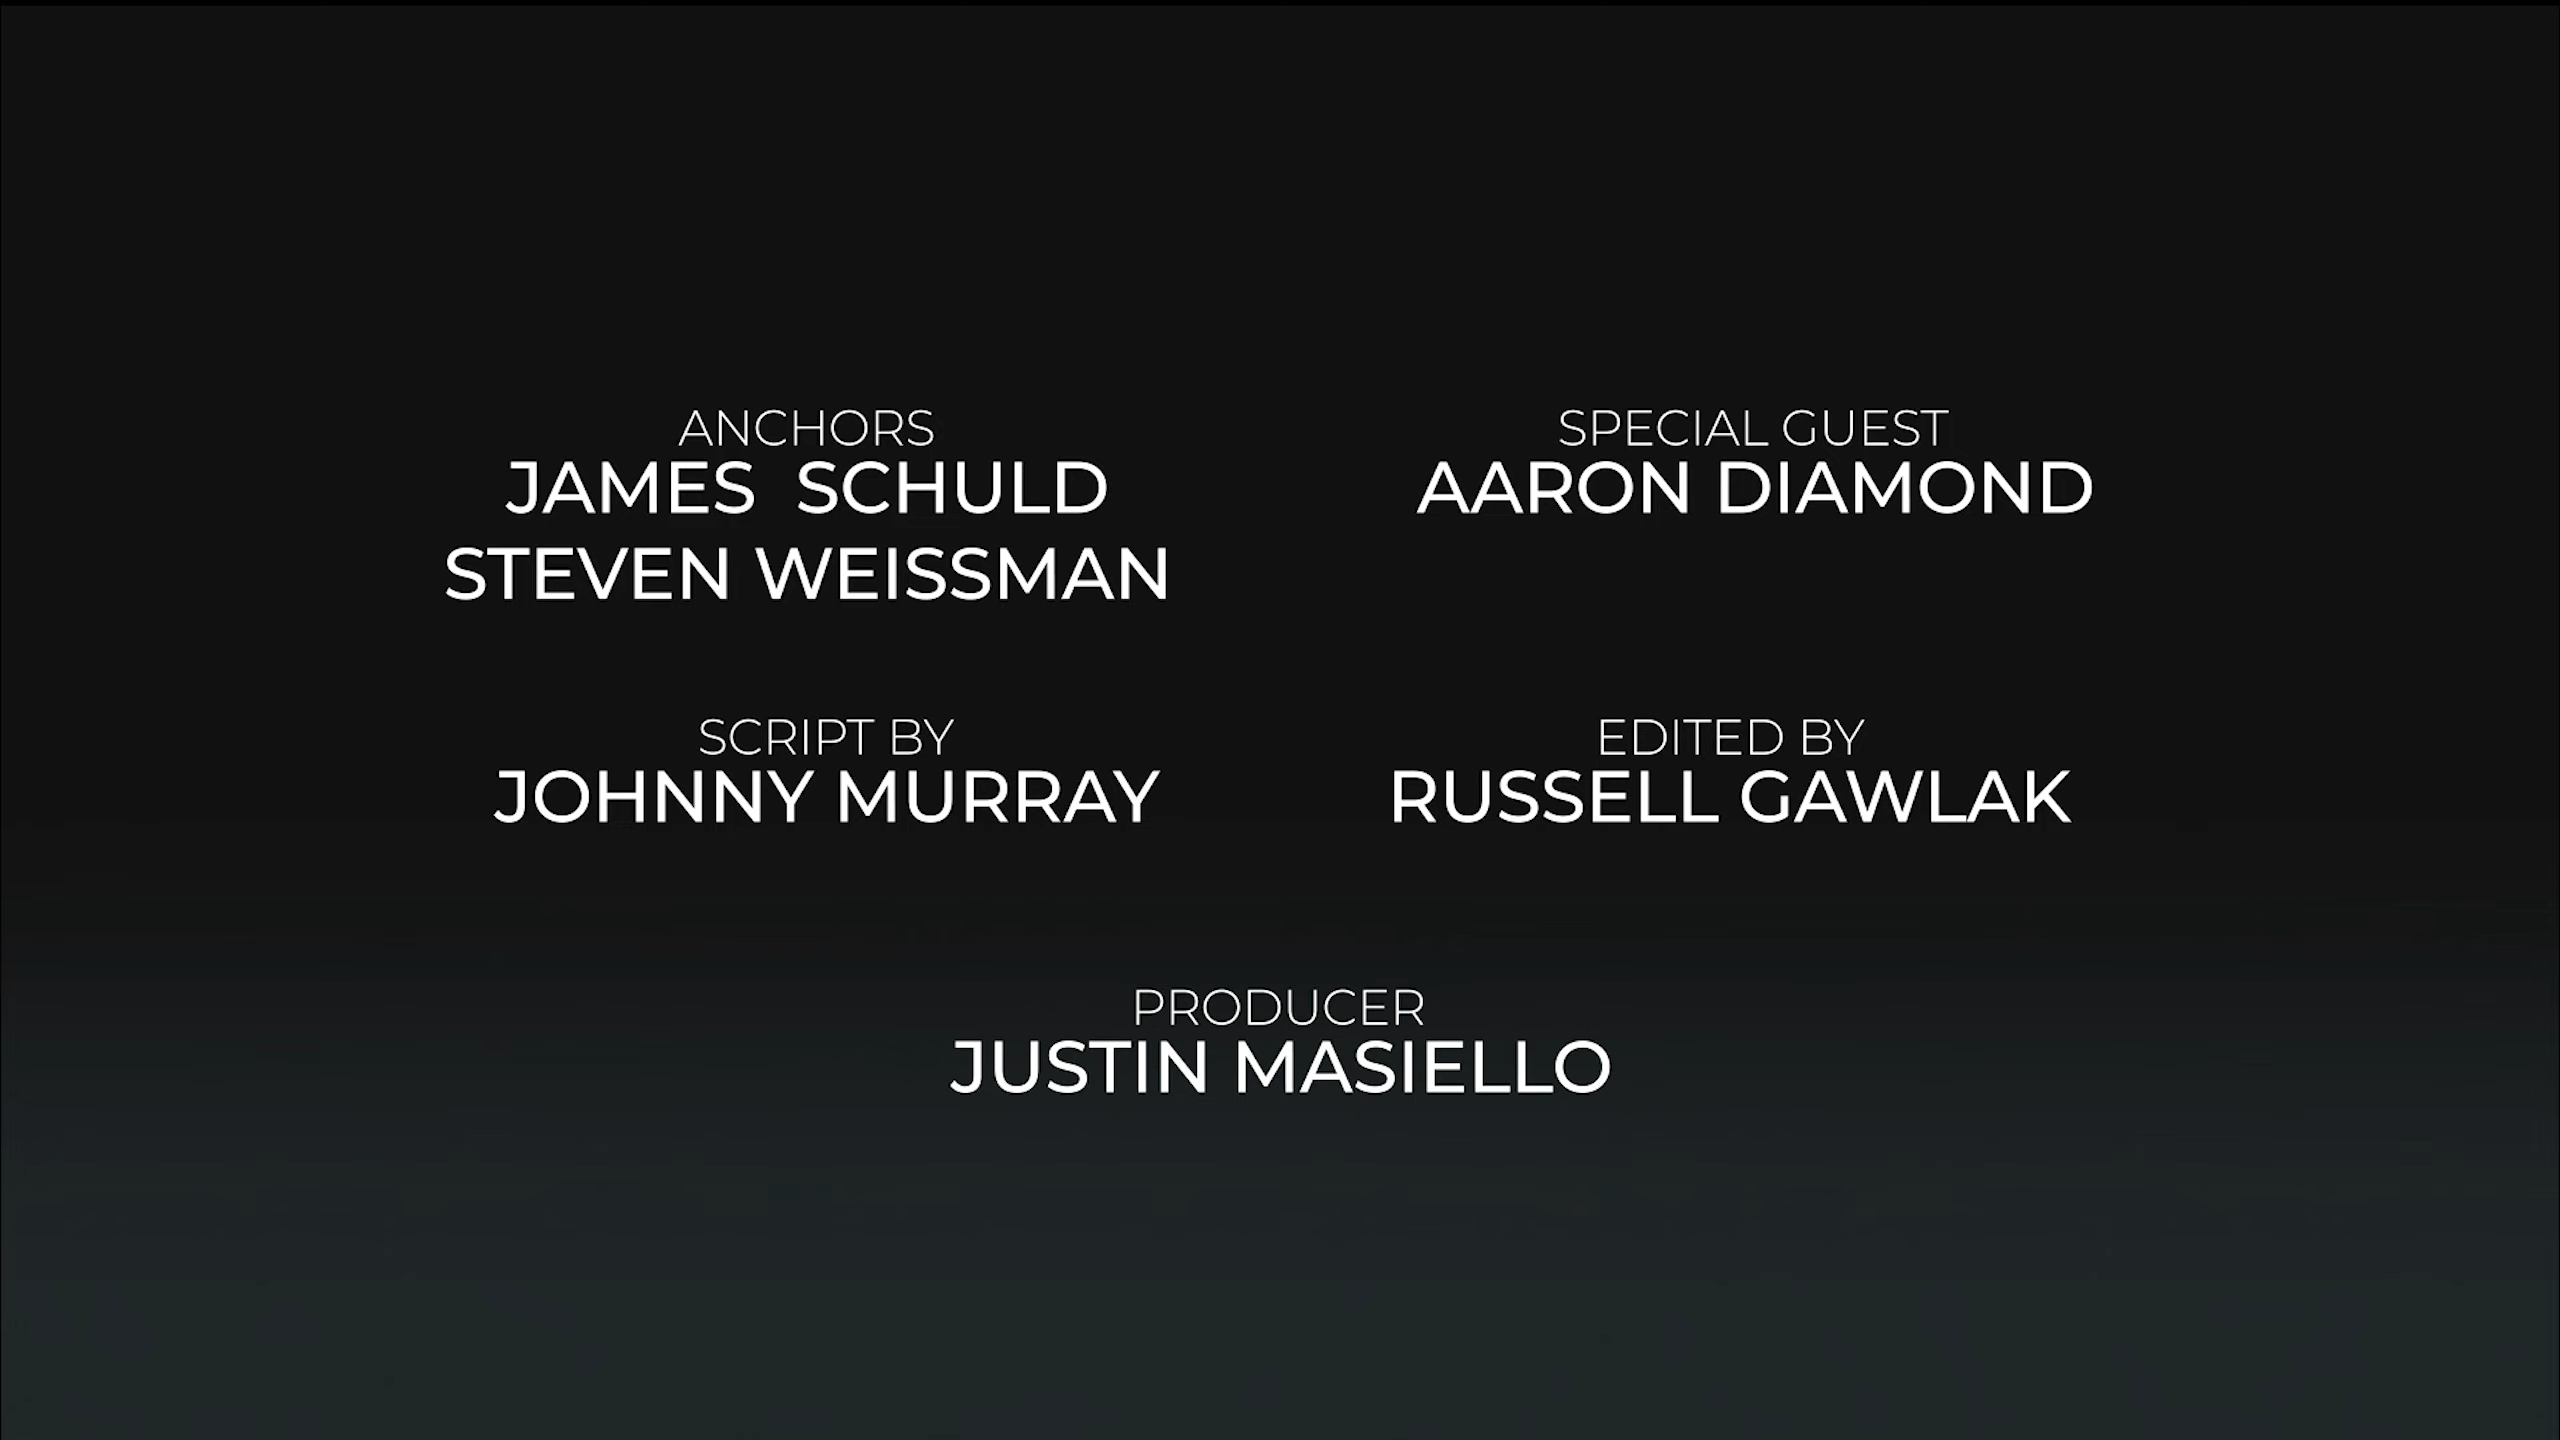 ANCHORS
JAMES  SCHULD
STEVEN WEISSMAN
SPECIAL GUEST
AARON DIAMOND
SCRIPT BY
JOHNNY MURRAY
EDITED BY
RUSSELL GAWLAK
PRODUCER
JUSTIN MASIELLO